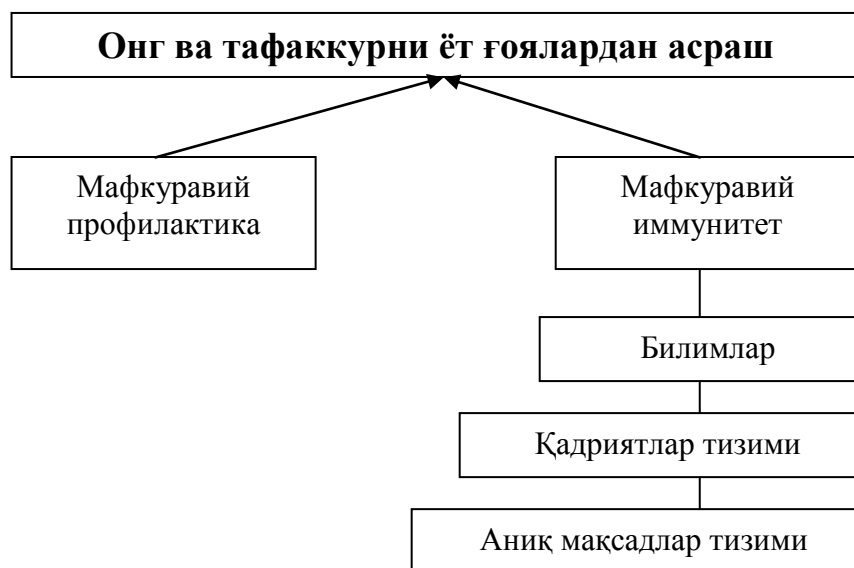 Онг ва тафаккурни ёт ғоялардан асраш
Мафкуравий
профилактика
Мафкуравий
иммунитет
Билимлар
Қадриятлар тизими
Аниқ мақсадлар тизими